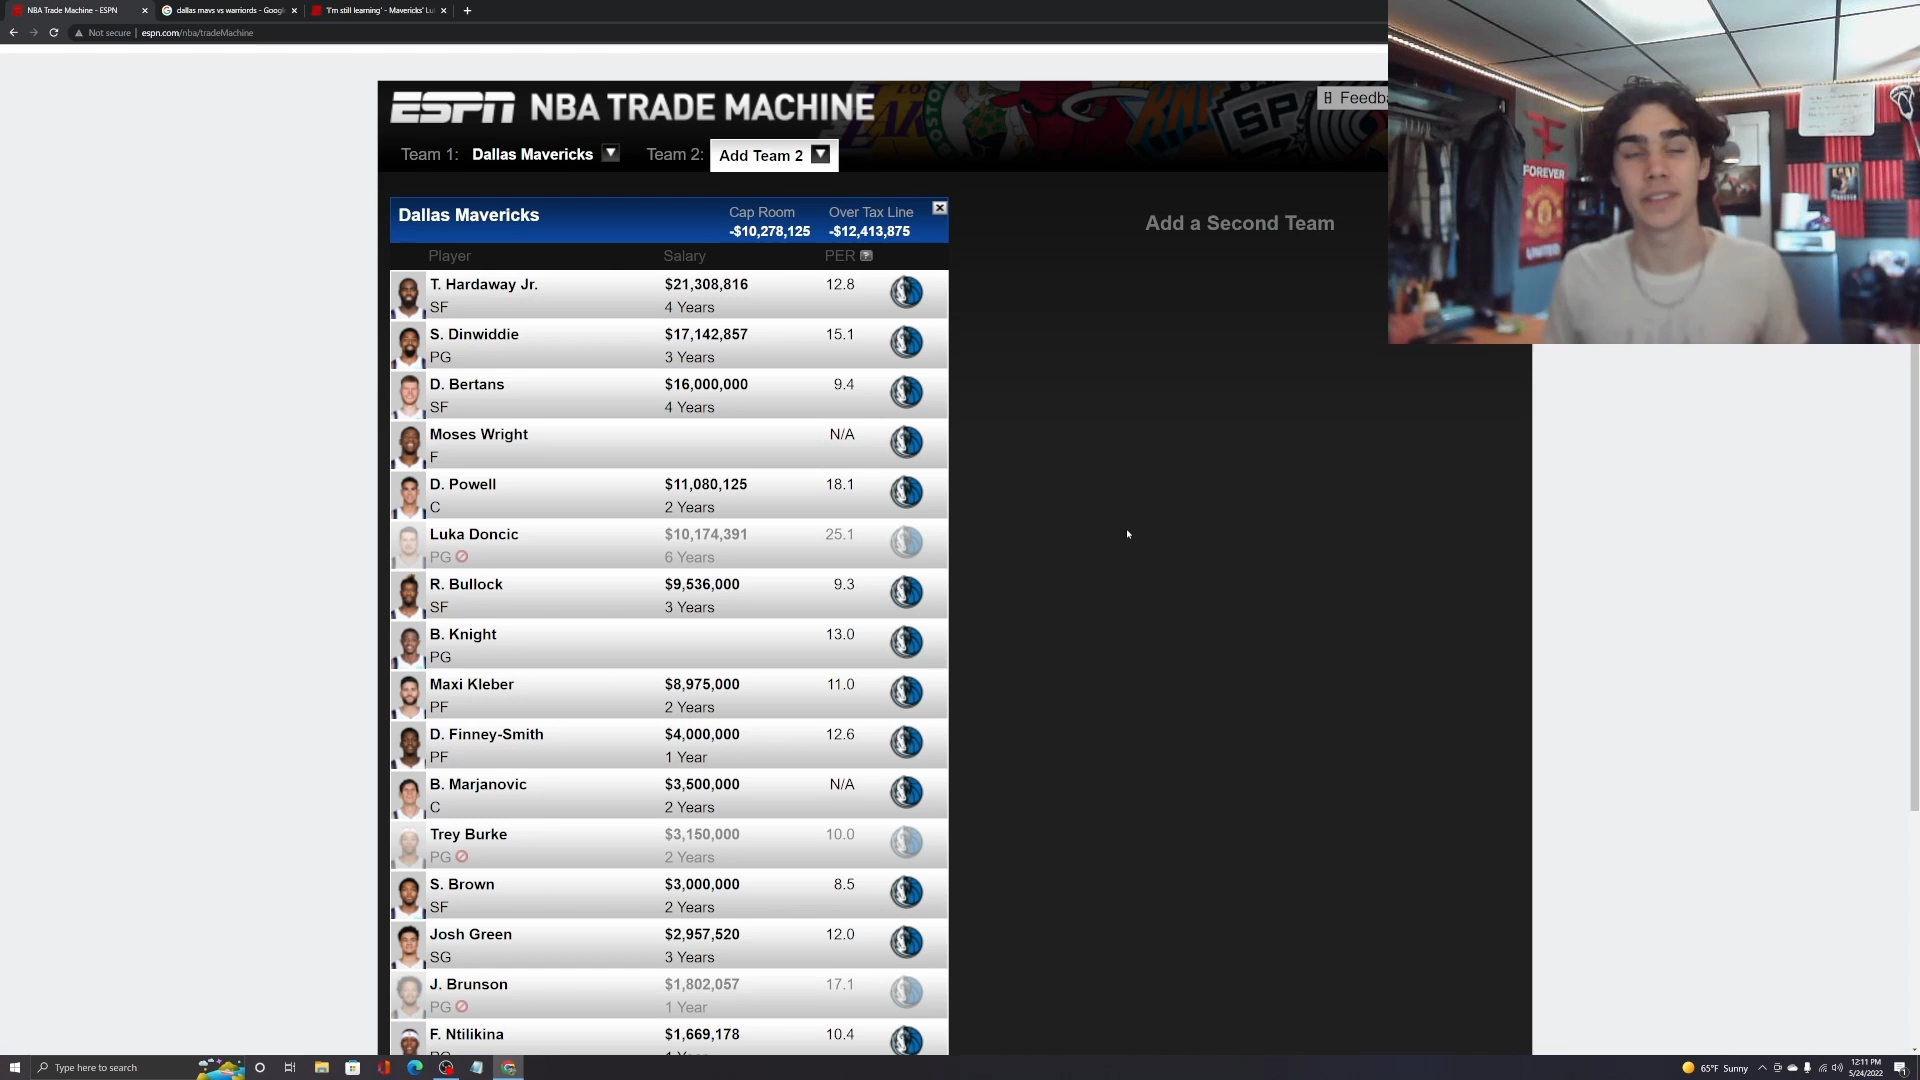 NBA Trade Machine - ESPN
dallas mavs vs warriords - Googl
'I'm still learning' - Mavericks' Lu
Not secure | espn.com/nba/tradeMachine
ESPN NBA TRADE MACHINE
Feedba
Team 1: Dallas Mavericks Team 2: Add Team 2
Dallas Mavericks Cap Room Over Tax Line
-$10,278,125 -$12,413,875
Player Salary PER ?
T. Hardaway Jr. $21,308,816 12.8
SF 4 Years
S. Dinwiddie $17,142,857 15.1
PG 3 Years
D. Bertans $16,000,000 9.4
SF 4 Years
Moses Wright N/A
F
D. Powell $11,080,125 18.1
C 2 Years
Luka Doncic $10,174,391 25.1
PG 6 Years
R. Bullock $9,536,000 9.3
SF 3 Years
B. Knight 13.0
PG
Maxi Kleber $8,975,000 11.0
PF 2 Years
D. Finney-Smith $4,000,000 12.6
PF 1 Year
B. Marjanovic $3,500,000 N/A
C 2 Years
Trey Burke $3,150,000 10.0
PG 2 Years
S. Brown $3,000,000 8.5
SF 2 Years
Josh Green $2,957,520 12.0
SG 3 Years
J. Brunson $1,802,057 17.1
PG 1 Year
F. Ntilikina $1,669,178 10.4
Add a Second Team
FOREVER
UNITED
Type here to search
65°F Sunny
12:11 PM
5/24/2022